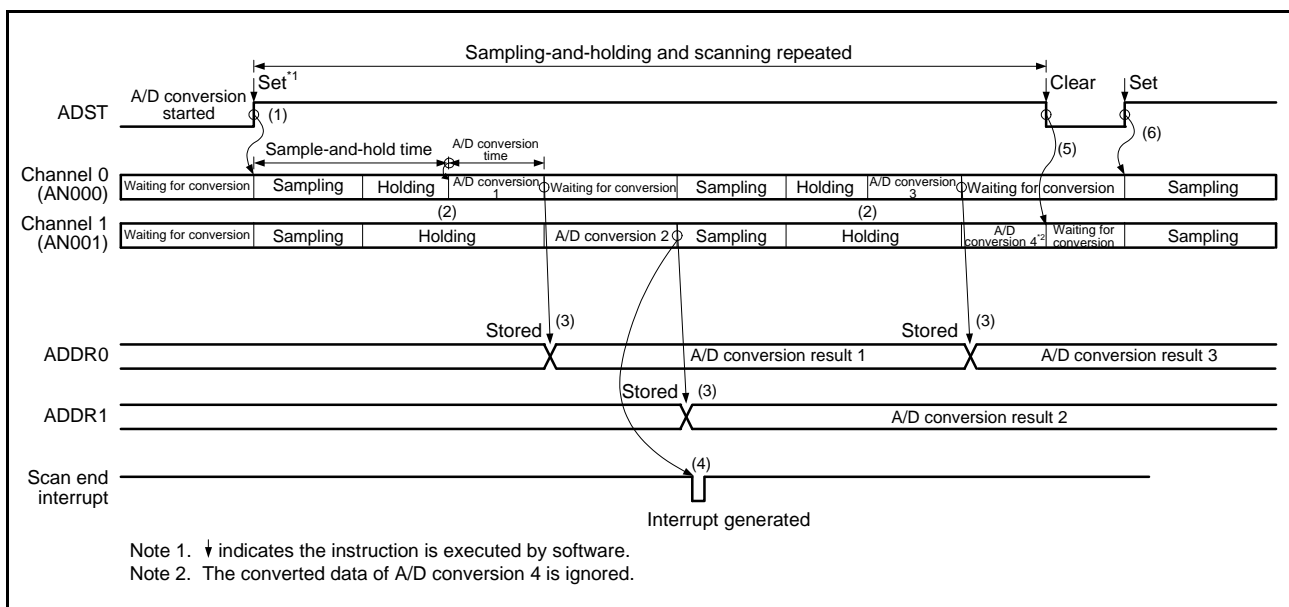 Sampling-and-holding and scanning repeated
Set*1
Clear
Set
A/D conversion
started
ADST
(1)
(5)
(6)
Sample-and-hold time
A/D conversion
time
Channel 0
(AN000)
Waiting for conversion
Sampling
Holding
A/D conversion
1
Waiting for conversion
Sampling
Holding
A/D conversion
3
Waiting for conversion
Sampling
(2)
(2)
Channel 1
(AN001)
Waiting for conversion
Sampling
Holding
A/D conversion 2
Sampling
Holding
A/D
conversion 4*2
Waiting for
conversion
Sampling
Stored
(3)
Stored
(3)
ADDR0
A/D conversion result 1
A/D conversion result 3
Stored
(3)
ADDR1
A/D conversion result 2
Scan end
interrupt
(4)
Interrupt generated
Note 1. ↓ indicates the instruction is executed by software.
Note 2. The converted data of A/D conversion 4 is ignored.